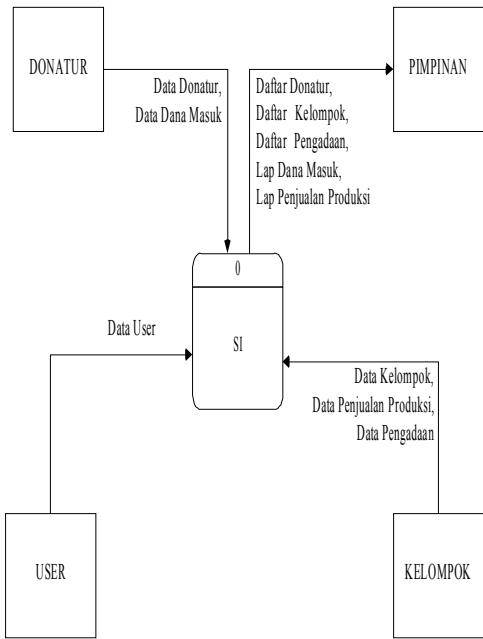 DONATUR
Data Donatur,
Data Dana Masuk
Daftar Donatur,
Daftar Kelompok,
Daftar Pengadaan,
Lap Dana Masuk,
Lap Penjualan Produksi
PIMPINAN
0
SI
Data User
Data Kelompok,
Data Penjualan Produksi,
Data Pengadaan
USER
KELOMPOK